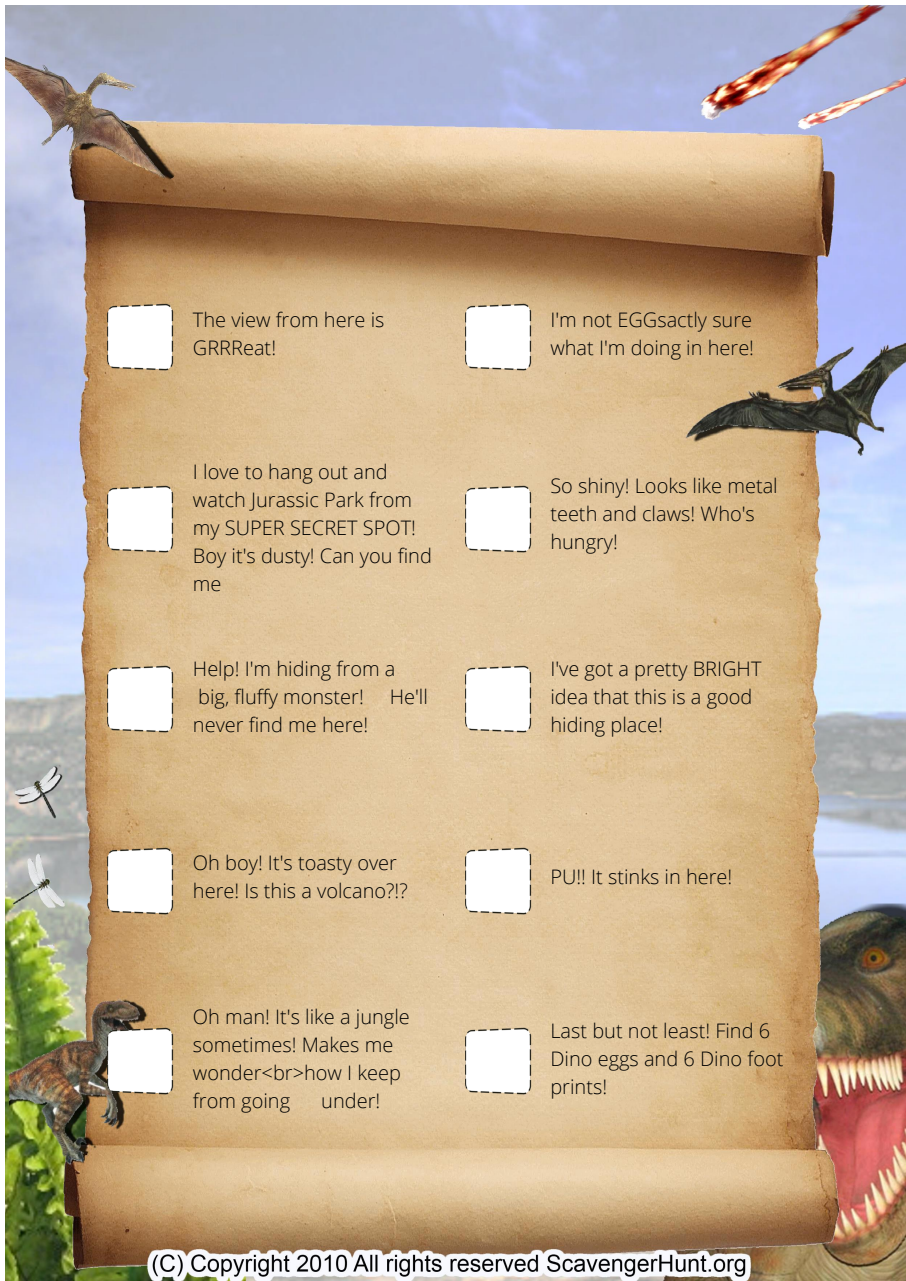 The view from here is
GRRReat!
I'm not EGGsactly sure
what I'm doing in here!
I love to hang out and
watch Jurassic Park from
my SUPER SECRET SPOT!
Boy it's dusty! Can you find
me
So shiny! Looks like metal
teeth and claws! Who's
hungry!
Help! I'm hiding from a
big, fluffy monster! He'll
never find me here!
I've got a pretty BRIGHT
idea that this is a good
hiding place!
Oh boy! It's toasty over
here! Is this a volcano?!?
PU!! It stinks in here!
Oh man! It's like a jungle
sometimes! Makes me
wonder<br>how I keep
from going under!
Last but not least! Find 6
Dino eggs and 6 Dino foot
prints!
(C) Copyright 2010 All rights reserved ScavengerHunt.org